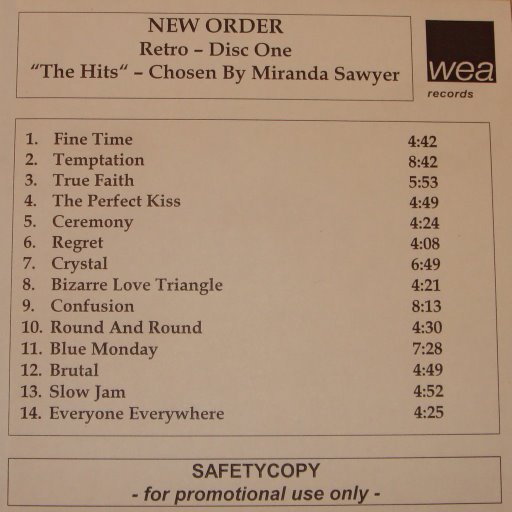 NEW ORDER
Retro – Disc One
"The Hits" – Chosen By Miranda Sawyer
wea
records
1. Fine Time 4:42
2. Temptation 8:42
3. True Faith 5:53
4. The Perfect Kiss 4:49
5. Ceremony 4:24
6. Regret 4:08
7. Crystal 6:49
8. Bizarre Love Triangle 4:21
9. Confusion 8:13
10. Round And Round 4:30
11. Blue Monday 7:28
12. Brutal 4:49
13. Slow Jam 4:52
14. Everyone Everywhere 4:25
SAFETYCOPY
- for promotional use only -